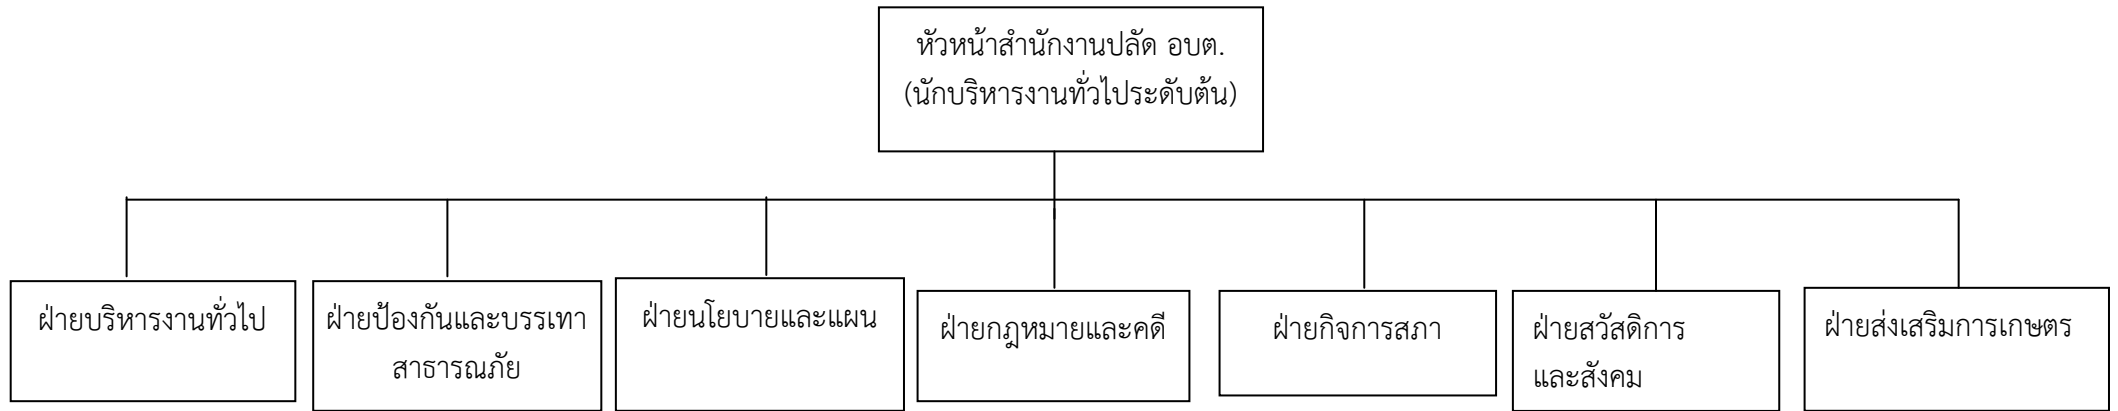 หัวหน้าสำนักงานปลัด อบต.
(นักบริหารงานทั่วไประดับต้น)
ฝ่ายบริหารงานทั่วไป
ฝ่ายป้องกันและบรรเทา
สาธารณภัย
ฝ่ายนโยบายและแผน
ฝ่ายกฎหมายและคดี
ฝ่ายกิจการสภา
ฝ่ายสวัสดิการ
และสังคม
ฝ่ายส่งเสริมการเกษตร